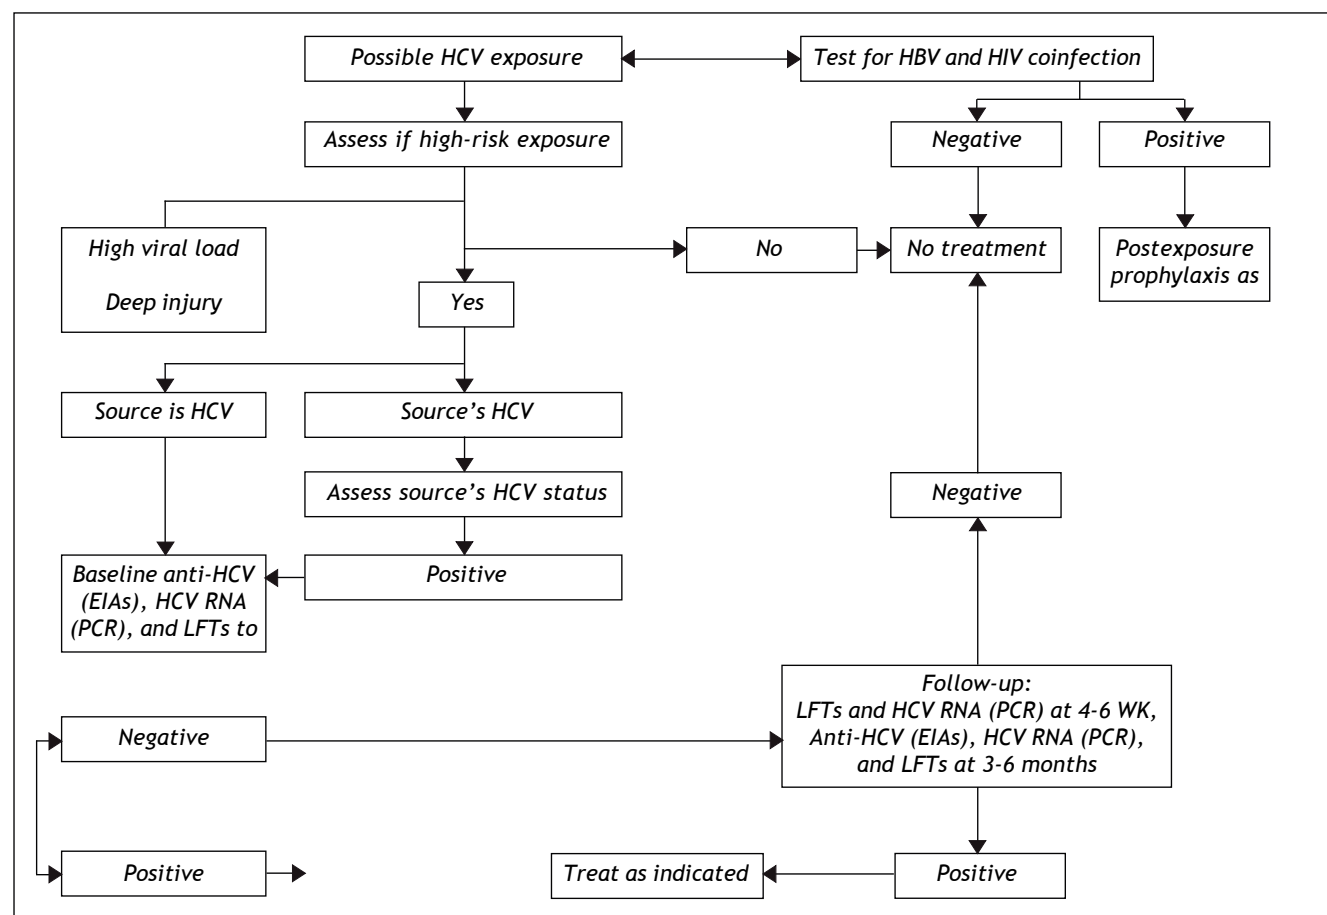 Possible HCV exposure
Test for HBV and HIV coinfection
Assess if high-risk exposure
Negative
Positive
High viral load
Deep injury
No
No treatment
Postexposure
prophylaxis as
Yes
Source is HCV
Source’s HCV
Assess source’s HCV status
Negative
Baseline anti-HCV
(EIAs), HCV RNA
(PCR), and LFTs to
Positive
Follow-up:
LFTs and HCV RNA (PCR) at 4-6 WK,
Anti-HCV (EIAs), HCV RNA (PCR),
and LFTs at 3-6 months
Negative
Positive
Treat as indicated
Positive